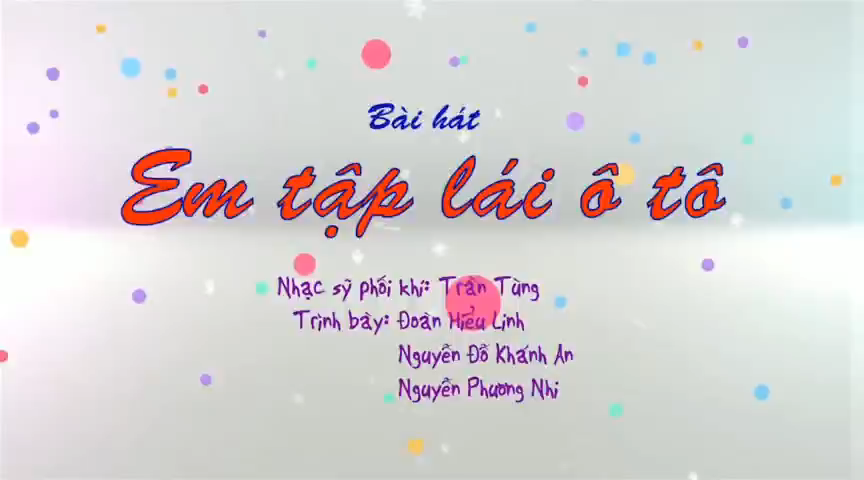 Bài hát
Em tập lái ô tô
Nhạc sỹ phối khí: Trần Tùng
Trình bày: Đoàn Hiểu Linh
Nguyễn Đỗ Khánh An
Nguyễn Phương Nhi